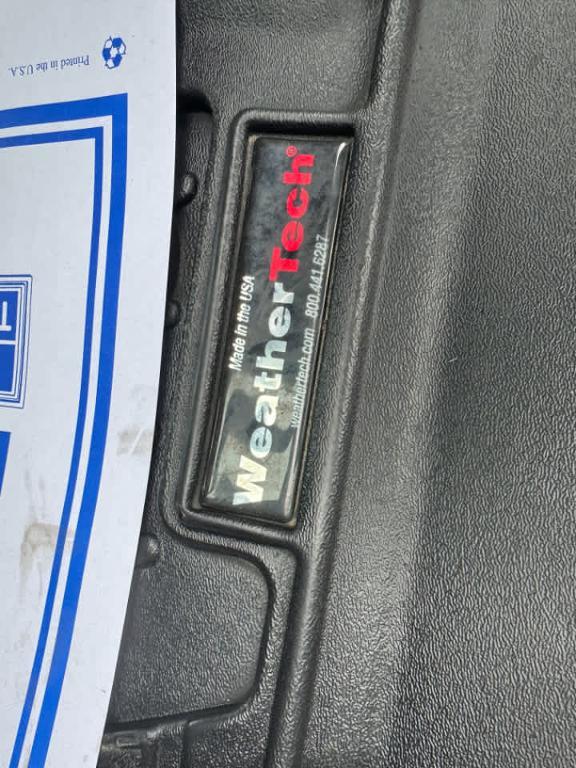 Printed in the U.S.A.
Made in the USA
WeatherTech®
weathertech.com 800.441.6287
T